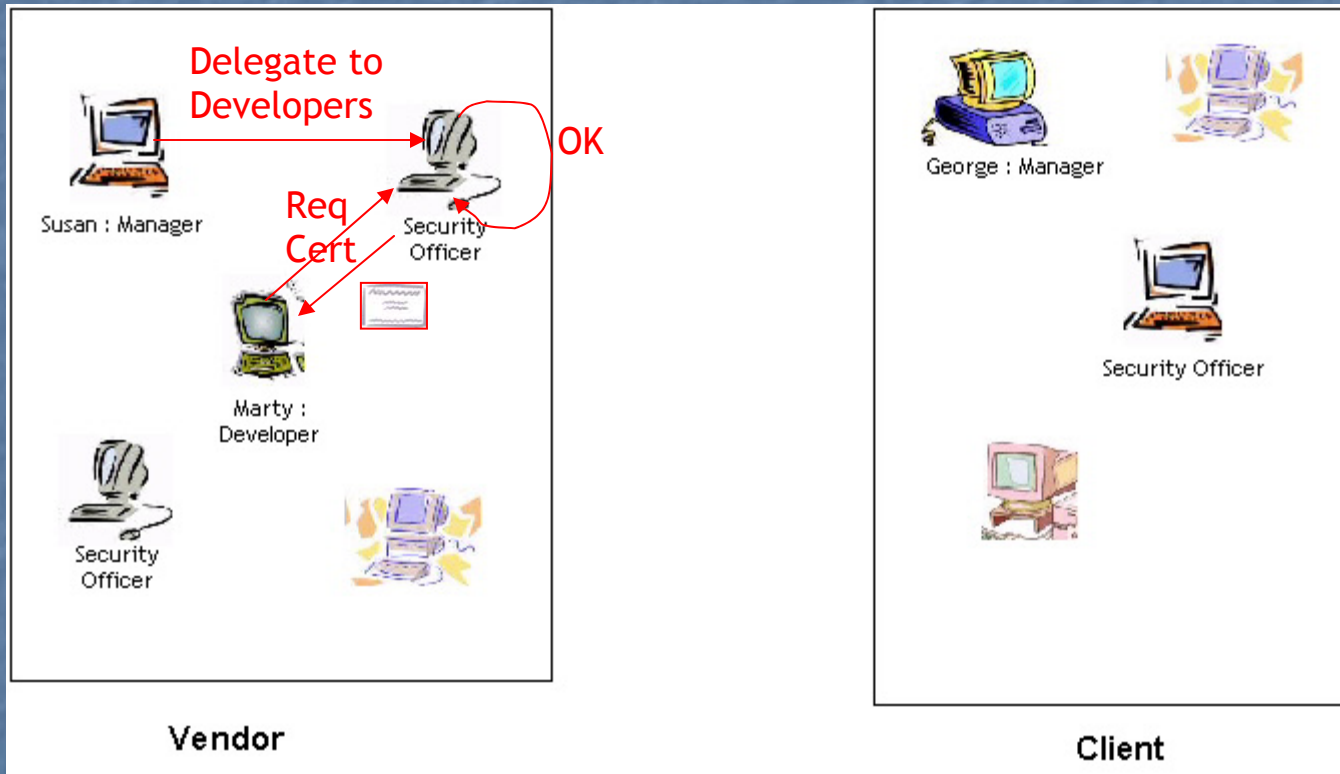 Delegate to
Developers
OK
Susan : Manager
Req
Cert
Security
Officer
Marty :
Developer
Security
Officer
Vendor
George : Manager
Security Officer
Client